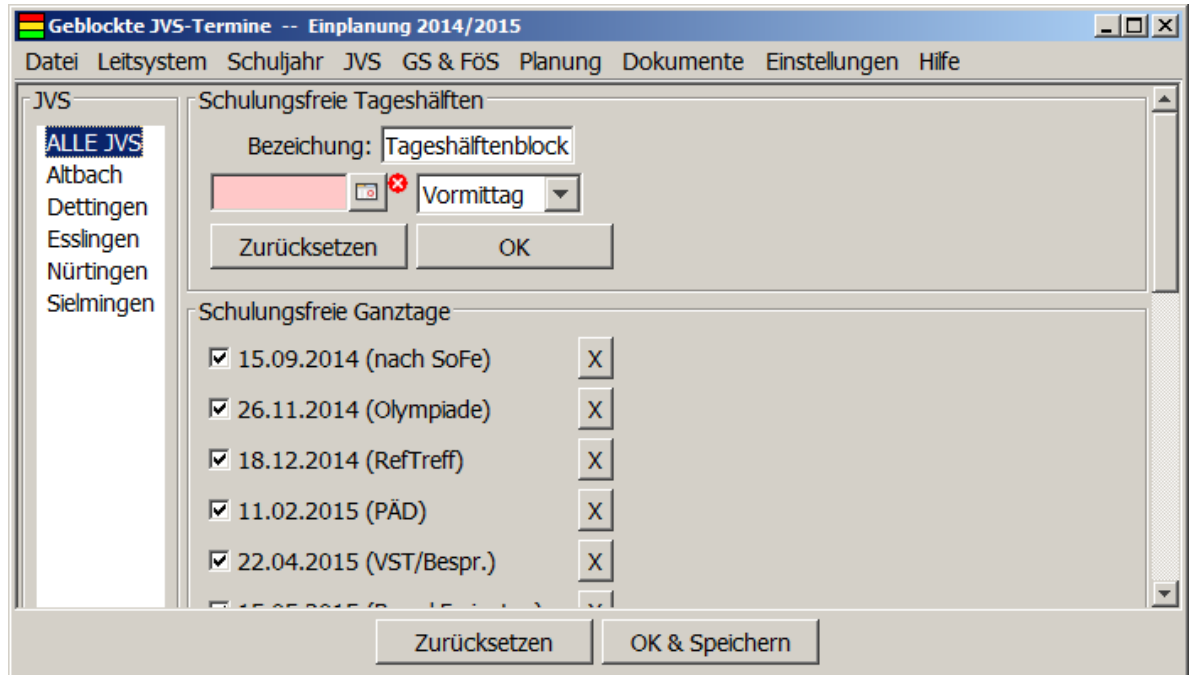 Geblockte JVS-Termine -- Einplanung 2014/2015
Datei Leitsystem Schuljahr JVS GS & FöS Planung Dokumente Einstellungen Hilfe
JVS
ALLE JVS
Altbach
Dettingen
Esslingen
Nürtingen
Sielmingen
Schulungsfreie Tageshälften
Bezeichung: Tageshälftenblock
Vormittag
Zurücksetzen OK
Schulungsfreie Ganztage
15.09.2014 (nach SoFe) X
26.11.2014 (Olympiade) X
18.12.2014 (RefTreff) X
11.02.2015 (PÄD) X
22.04.2015 (VST/Bespr.) X
Zurücksetzen OK & Speichern